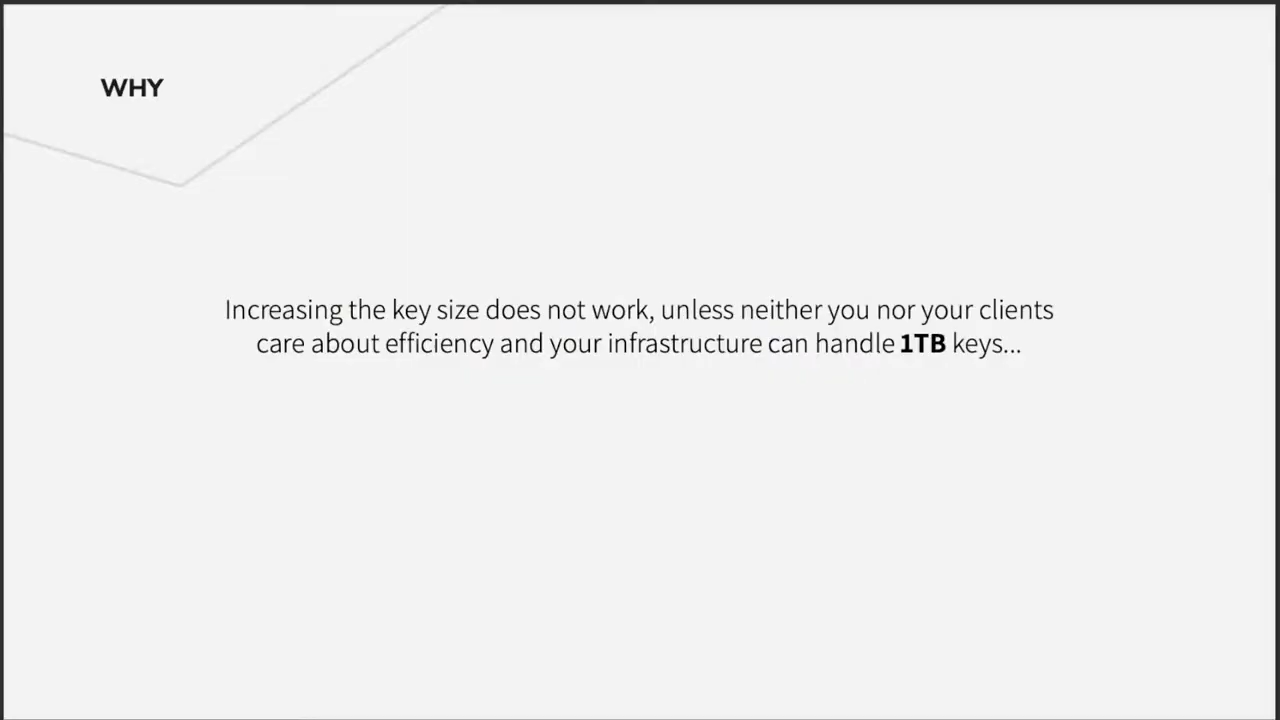 WHY
Increasing the key size does not work, unless neither you nor your clients
care about efficiency and your infrastructure can handle 1TB keys...